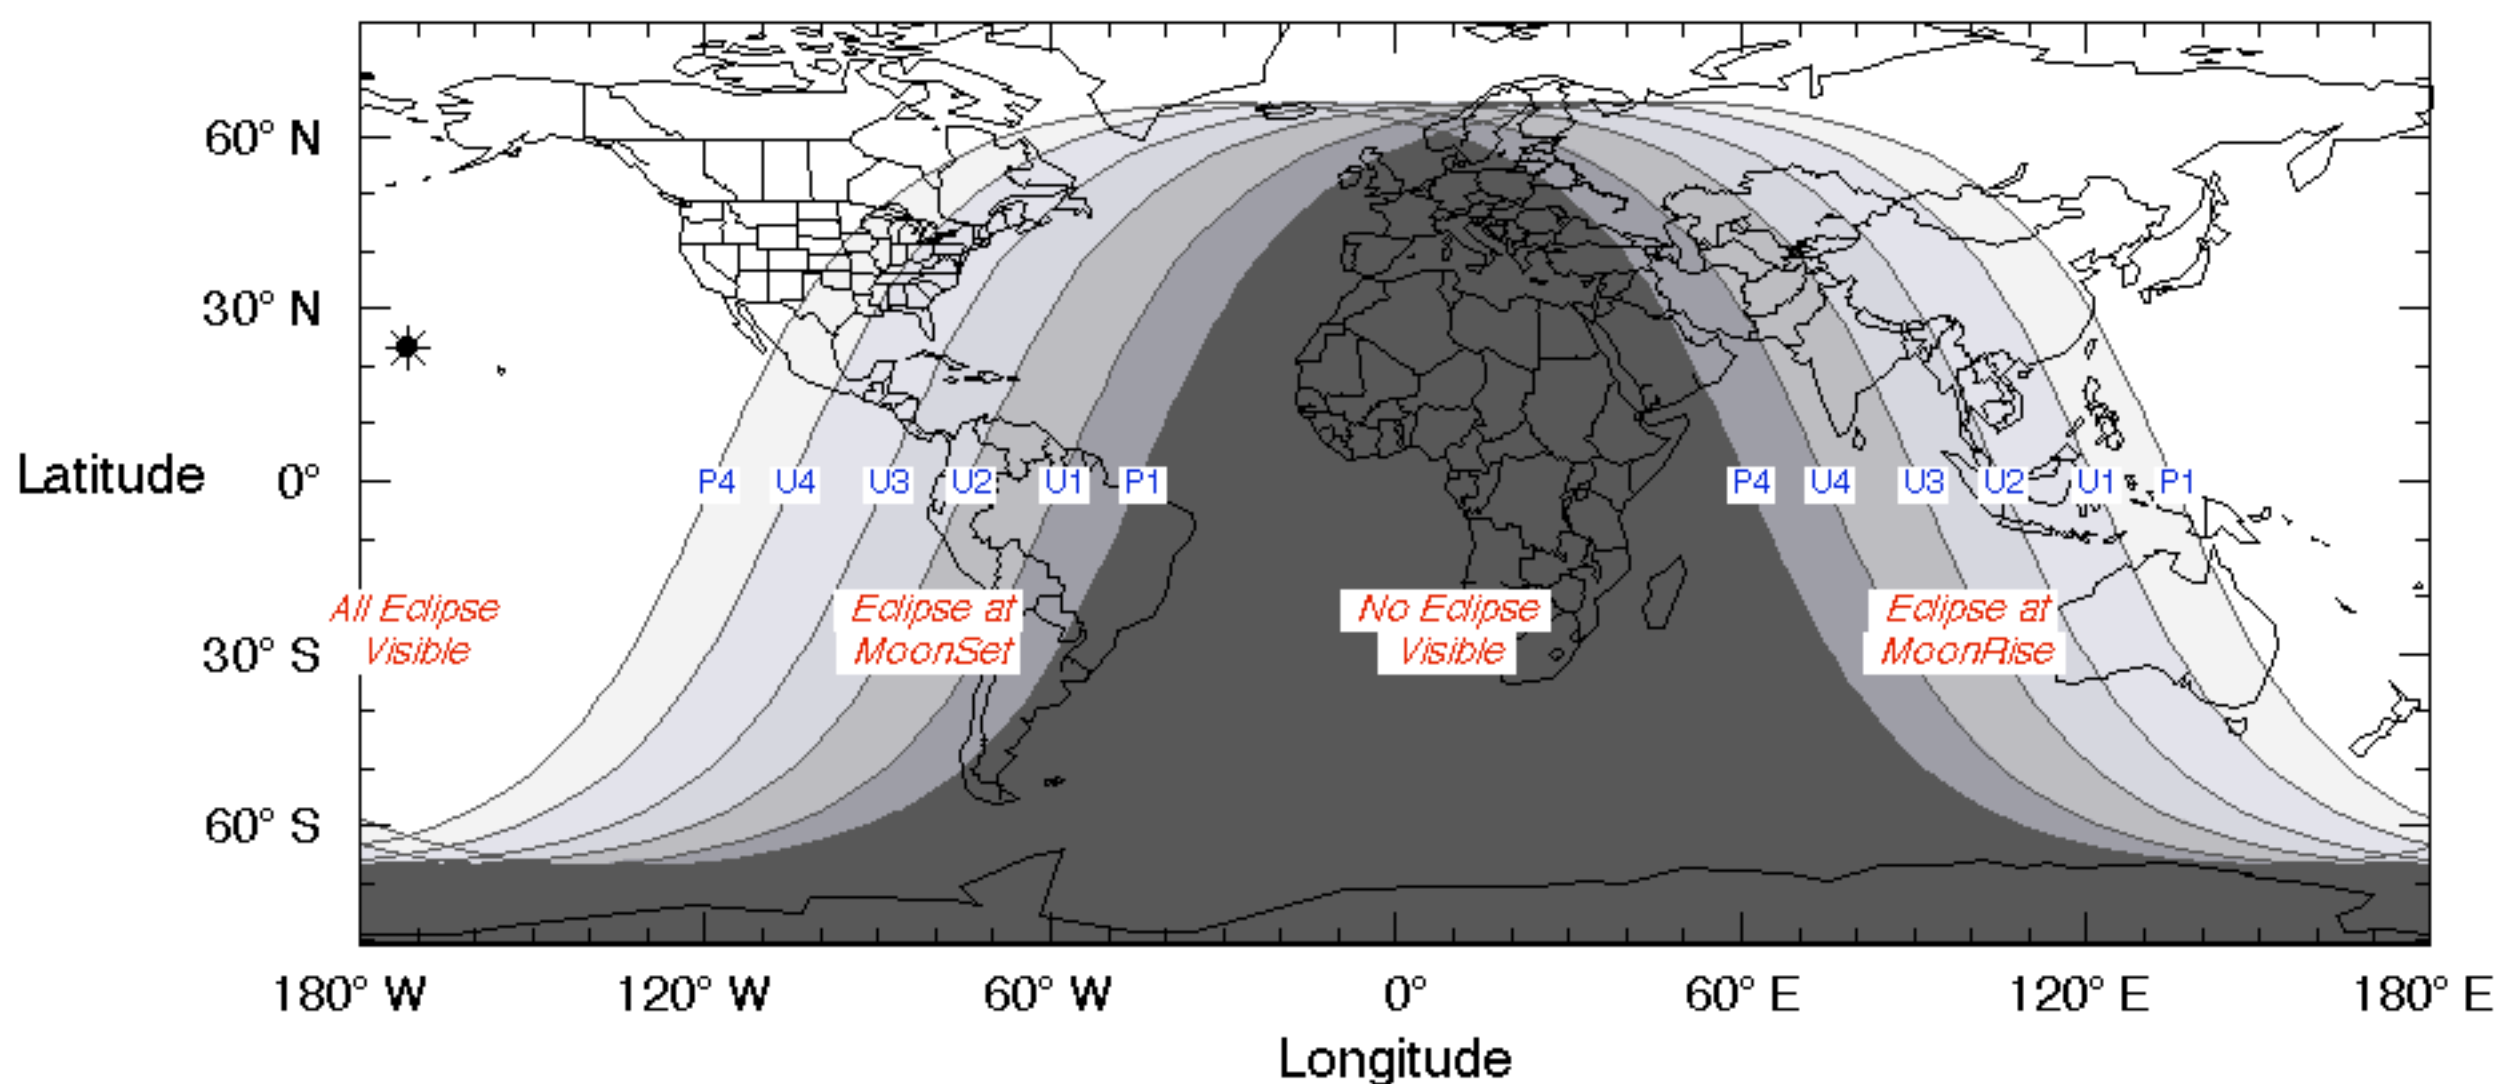 60° N
30° N
Latitude 0°
P4 U4 U3 U2 U1 P1 P4 U4 U3 U2 U1 P1
All Eclipse Visible
Eclipse at MoonSet
No Eclipse Visible
Eclipse at MoonRise
30° S
60° S
180° W 120° W 60° W 0° 60° E 120° E 180° E
Longitude